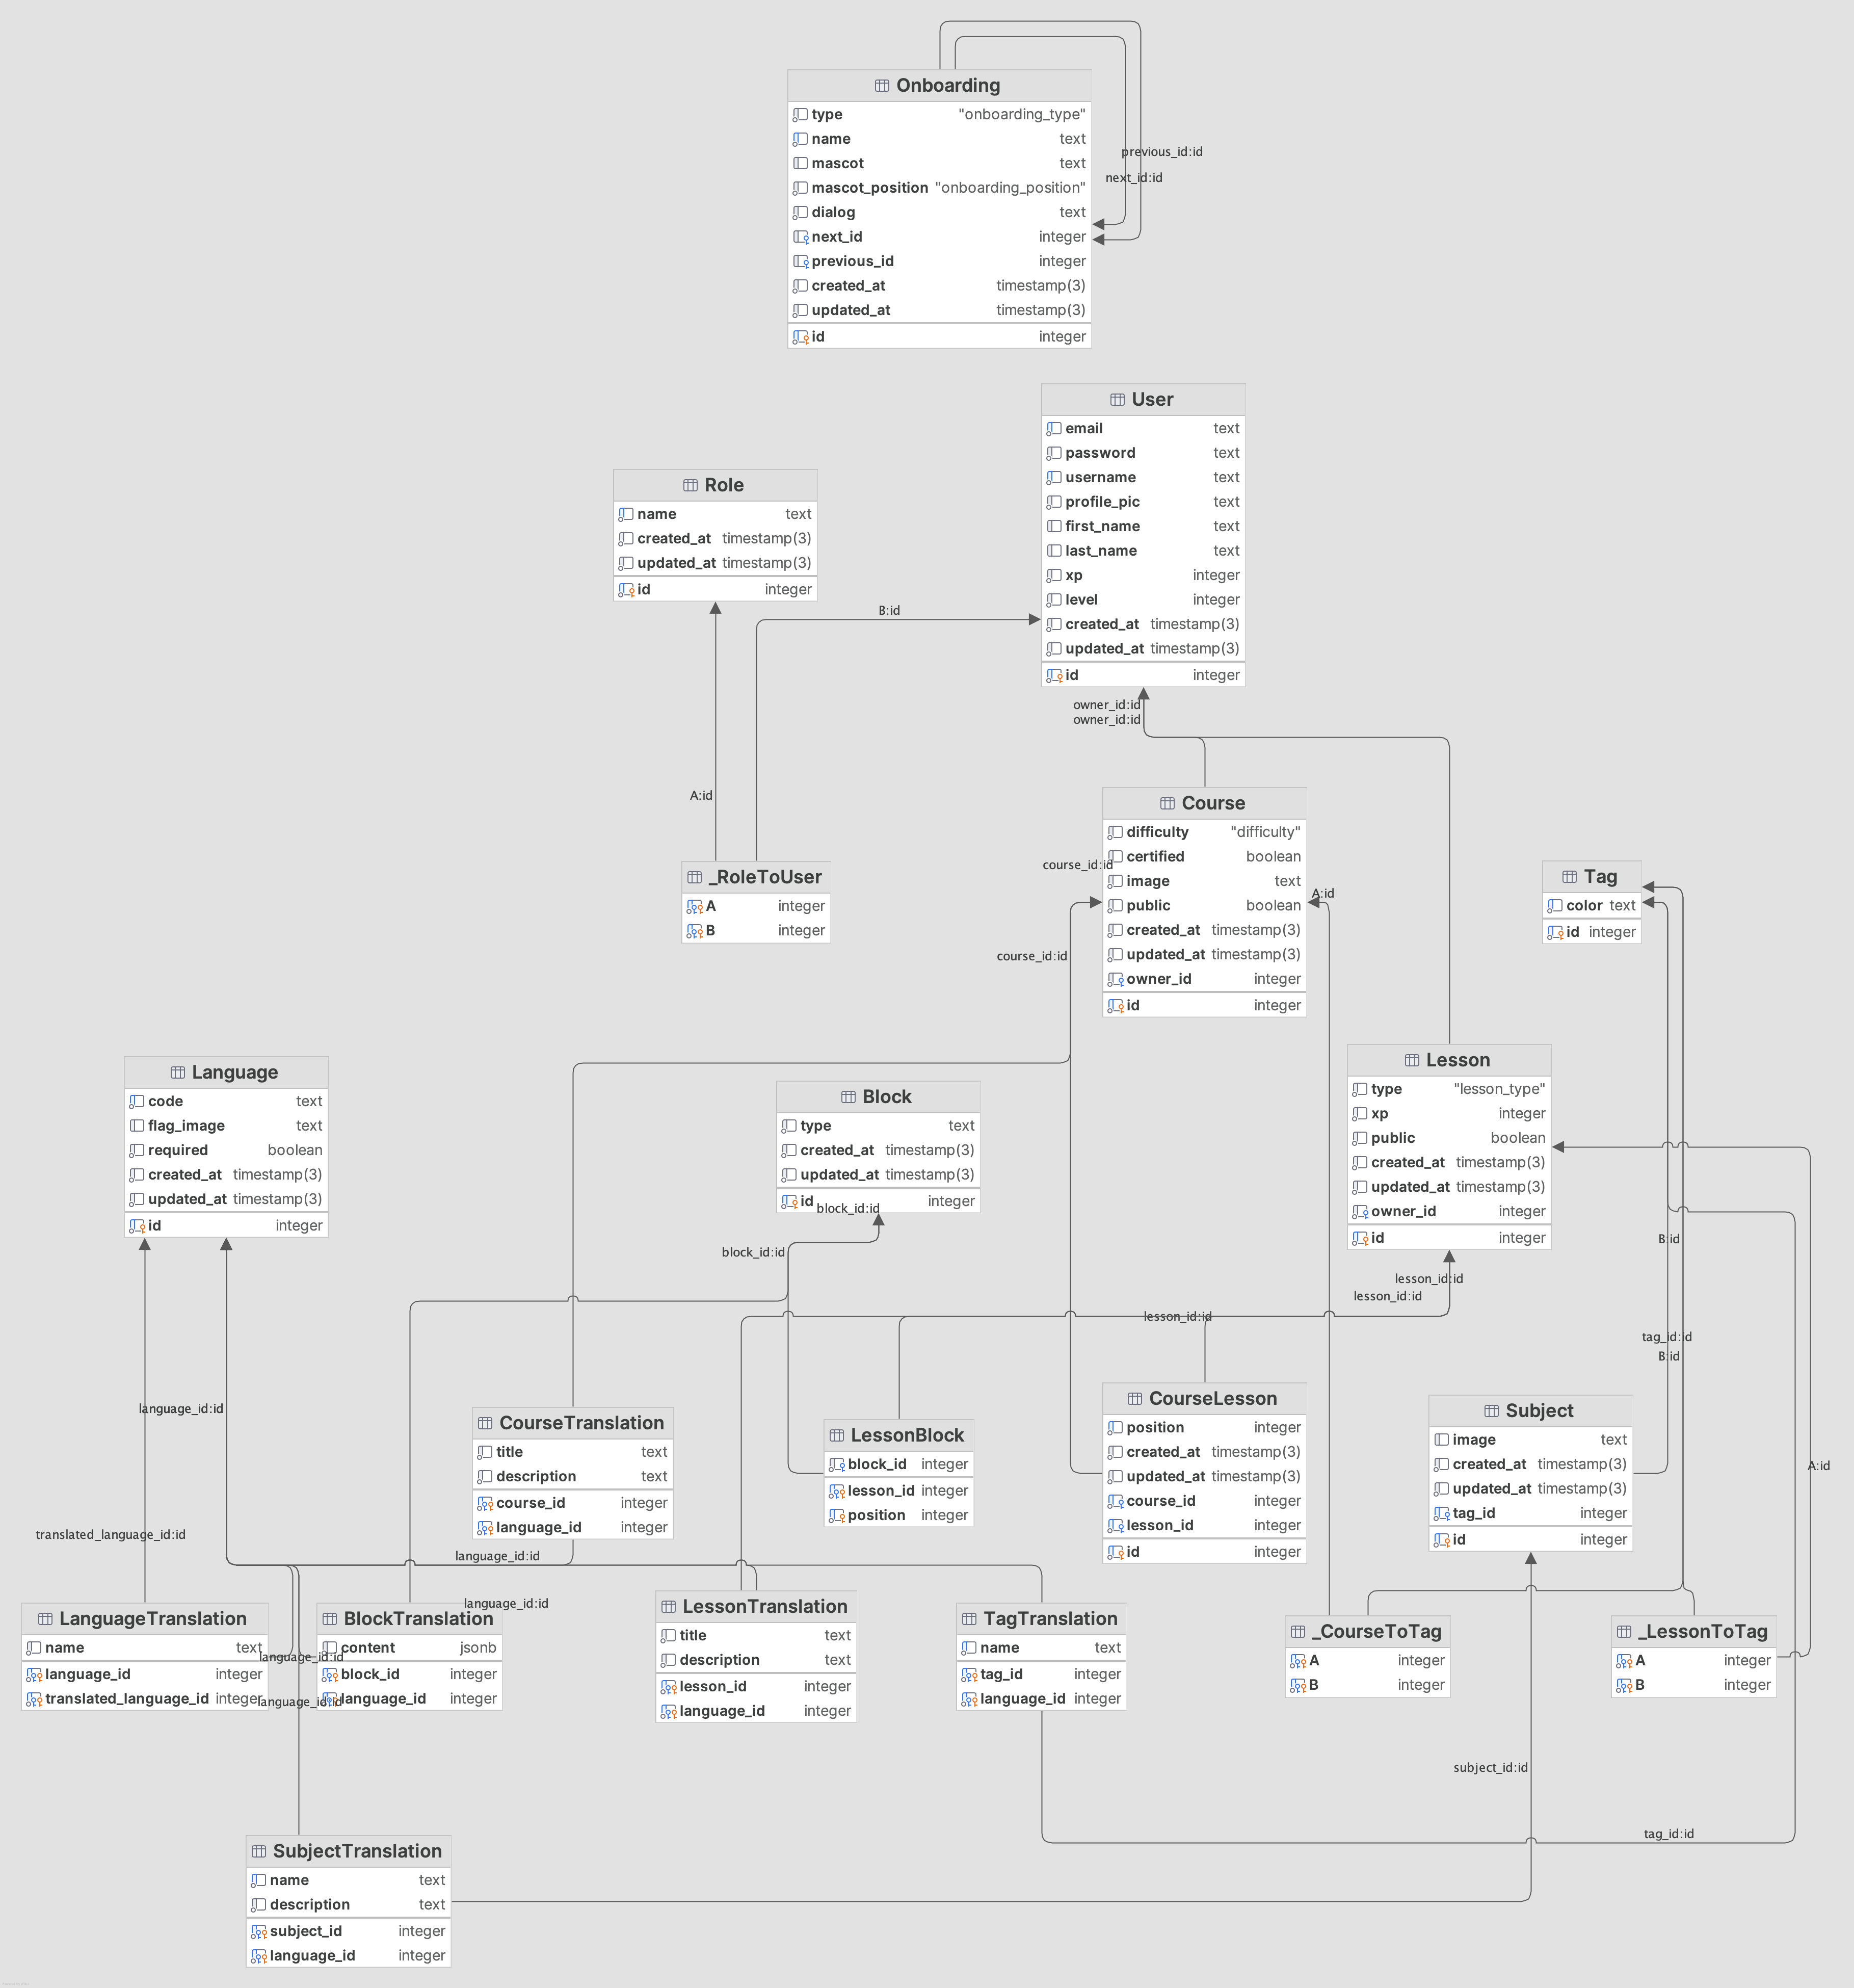 Onboarding
type "onboarding_type"
name text
mascot text
mascot_position "onboarding_position"
dialog text
next_id integer
previous_id integer
created_at timestamp(3)
updated_at timestamp(3)
id integer
previous_id:id
next_id:id
User
email text
password text
username text
profile_pic text
first_name text
last_name text
xp integer
level integer
created_at timestamp(3)
updated_at timestamp(3)
id integer
Role
name text
created_at timestamp(3)
updated_at timestamp(3)
id integer
B:id
A:id
owner_id:id
owner_id:id
Course
difficulty "difficulty"
certified boolean
image text
public boolean
created_at timestamp(3)
updated_at timestamp(3)
owner_id integer
id integer
course_id:id
course_id:id
A:id
_RoleToUser
A integer
B integer
Tag
color text
id integer
Language
code text
flag_image text
required boolean
created_at timestamp(3)
updated_at timestamp(3)
id integer
Block
type text
created_at timestamp(3)
updated_at timestamp(3)
id integer
block_id:id
block_id:id
Lesson
type "lesson_type"
xp integer
public boolean
created_at timestamp(3)
updated_at timestamp(3)
owner_id integer
id integer
lesson_id:id
lesson_id:id
lesson_id:id
B:id
tag_id:id
B:id
A:id
language_id:id
translated_language_id:id
CourseTranslation
title text
description text
course_id integer
language_id integer
language_id:id
LessonBlock
block_id integer
lesson_id integer
position integer
CourseLesson
position integer
created_at timestamp(3)
updated_at timestamp(3)
course_id integer
lesson_id integer
id integer
Subject
image text
created_at timestamp(3)
updated_at timestamp(3)
tag_id integer
id integer
LanguageTranslation
name text
language_id integer
translated_language_id integer
language_id:id
language_id:id
language_id:id
BlockTranslation
content jsonb
block_id integer
language_id integer
LessonTranslation
title text
description text
lesson_id integer
language_id integer
TagTranslation
name text
tag_id integer
language_id integer
_CourseToTag
A integer
B integer
_LessonToTag
A integer
B integer
subject_id:id
tag_id:id
SubjectTranslation
name text
description text
subject_id integer
language_id integer